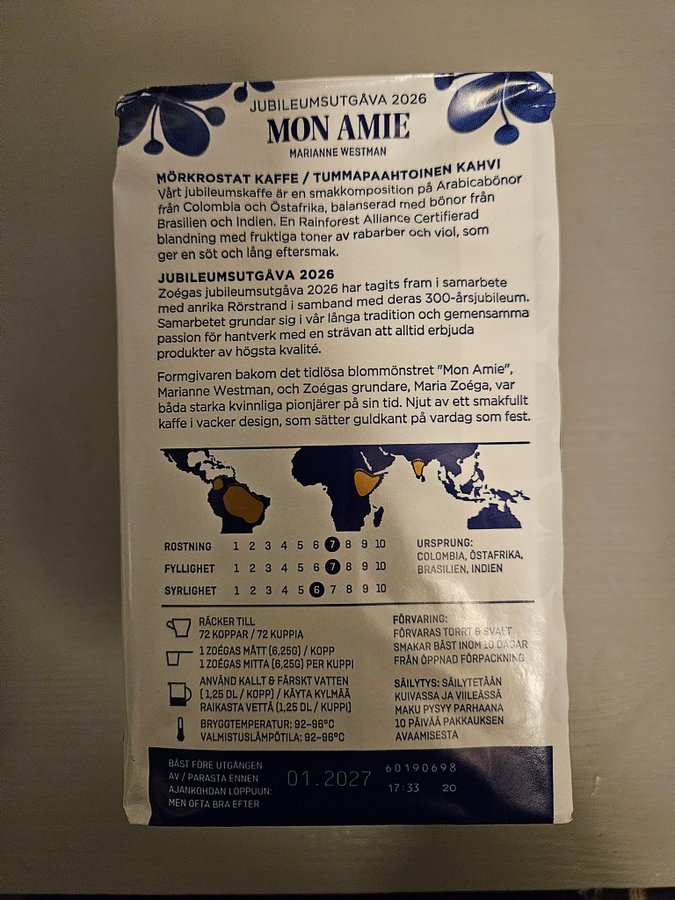 JUBILEUMSUTGÅVA 2026
MON AMIE
MARIANNE WESTMAN
MÖRKROSTAT KAFFE / TUMMAPAAHTOINEN KAHVI
Vårt jubileumskaffe är en smakkomposition på Arabicabönor
från Colombia och Östafrika, balanserad med bönor från
Brasilien och Indien. En Rainforest Alliance Certifierad
blandning med fruktiga toner av rabarber och viol, som
ger en söt och lång eftersmak.
JUBILEUMSUTGÅVA 2026
Zoégas jubileumsutgåva 2026 har tagits fram i samarbete
med anrika Rörstrand i samband med deras 300-årsjubileum.
Samarbetet grundar sig i vår långa tradition och gemensamma
passion för hantverk med en strävan att alltid erbjuda
produkter av högsta kvalité.
Formgivaren bakom det tidlösa blommönstret "Mon Amie",
Marianne Westman, och Zoégas grundare, Maria Zoéga, var
båda starka kvinnliga pionjärer på sin tid. Njut av ett smakfullt
kaffe i vacker design, som sätter guldkant på vardag som fest.
ROSTNING 1 2 3 4 5 6 7 8 9 10
FYLLIGHET 1 2 3 4 5 6 7 8 9 10
SYRLIGHET 1 2 3 4 5 6 7 8 9 10
URSPRUNG:
COLOMBIA, ÖSTAFRIKA,
BRASILIEN, INDIEN
RÄCKER TILL
72 KOPPAR / 72 KUPPIA
1 ZOÉGAS MÅTT (6,25G) / KOPP
1 ZOÉGAS MITTA (6,25G) PER KUPPI
ANVÄND KALLT & FÄRSKT VATTEN
(1,25 DL / KOPP) / KÄYTÄ KYLMÄÄ
RAIKASTA VETTÄ (1,25 DL / KUPPI)
BRYGGTEMPERATUR: 92–96°C
VALMISTUSLÄMPÖTILA: 92–96°C
FÖRVARING:
FÖRVARAS TORRT & SVALT
SMAKAR BÄST INOM 10 DAGAR
FRÅN ÖPPNAD FÖRPACKNING
SÄILYTYS: SÄILYTETÄÄN
KUIVASSA JA VIILEÄSSÄ
MAKU PYSYY PARHAANA
10 PÄIVÄÄ PAKKAUKSEN
AVAAMISESTA
BÄST FÖRE UTGÅNGEN
AV / PARASTA ENNEN
AJANKOHDAN LOPPUUN:
MEN OFTA BRA EFTER
01.2027
60190698
17:33 20